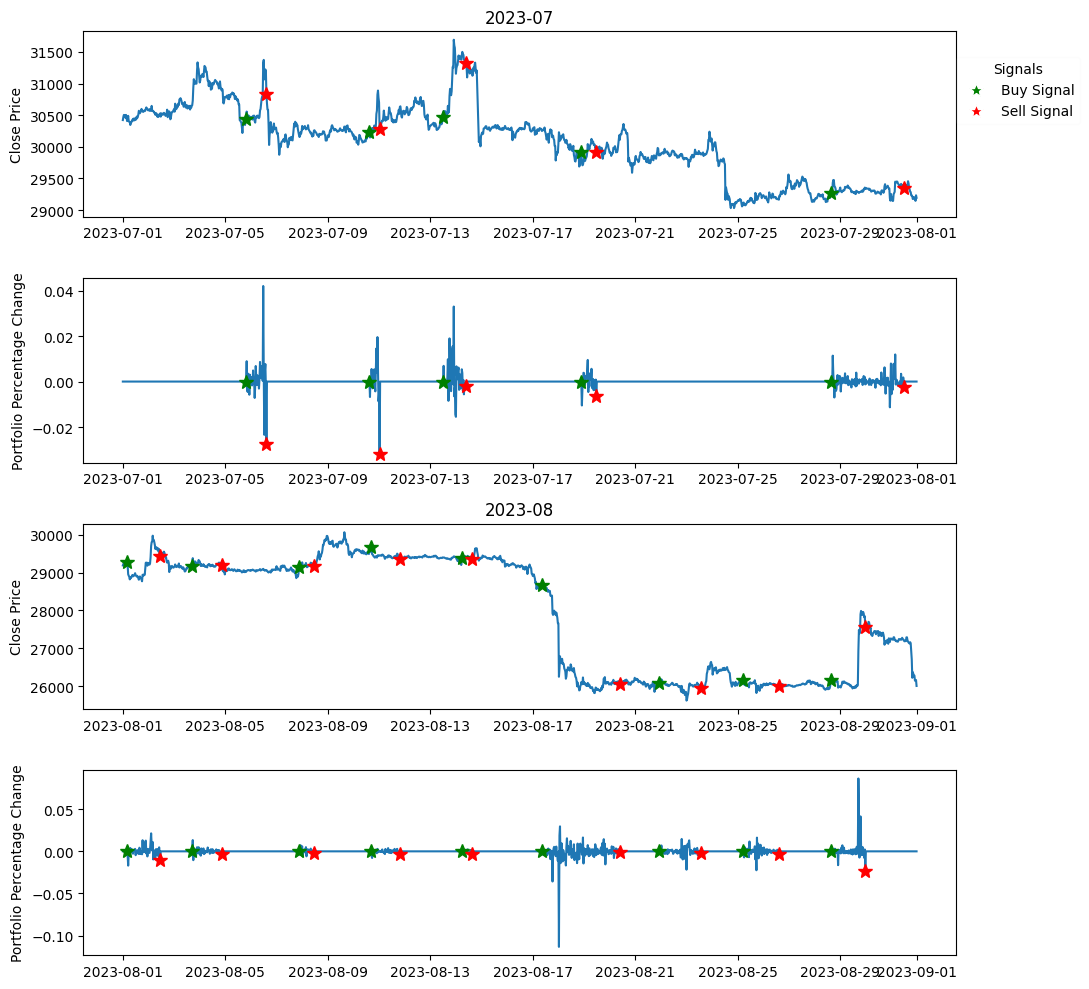 2023-07
Close Price
31500
31000
30500
30000
29500
29000
2023-07-01 2023-07-05 2023-07-09 2023-07-13 2023-07-17 2023-07-21 2023-07-25 2023-07-29 2023-08-01
Signals
Buy Signal
Sell Signal
Portfolio Percentage Change
0.04
0.02
0.00
−0.02
2023-07-01 2023-07-05 2023-07-09 2023-07-13 2023-07-17 2023-07-21 2023-07-25 2023-07-29 2023-08-01
2023-08
Close Price
30000
29000
28000
27000
26000
2023-08-01 2023-08-05 2023-08-09 2023-08-13 2023-08-17 2023-08-21 2023-08-25 2023-08-29 2023-09-01
Portfolio Percentage Change
0.05
0.00
−0.05
−0.10
2023-08-01 2023-08-05 2023-08-09 2023-08-13 2023-08-17 2023-08-21 2023-08-25 2023-08-29 2023-09-01